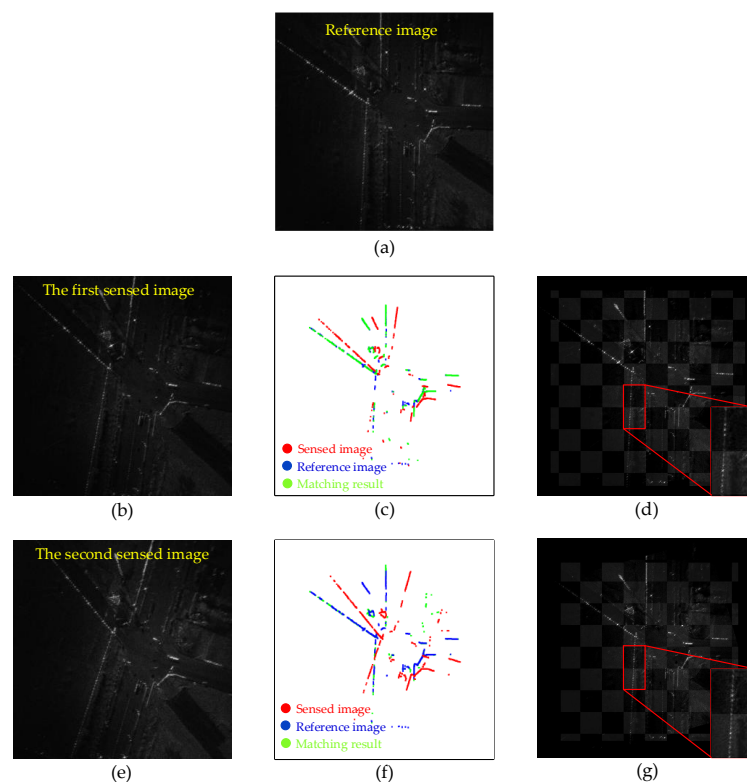 Reference image
(a)
The first sensed image
Sensed image
Reference image
Matching result
(b)
(c)
(d)
The second sensed image
Sensed image
Reference image
Matching result
(e)
(f)
(g)